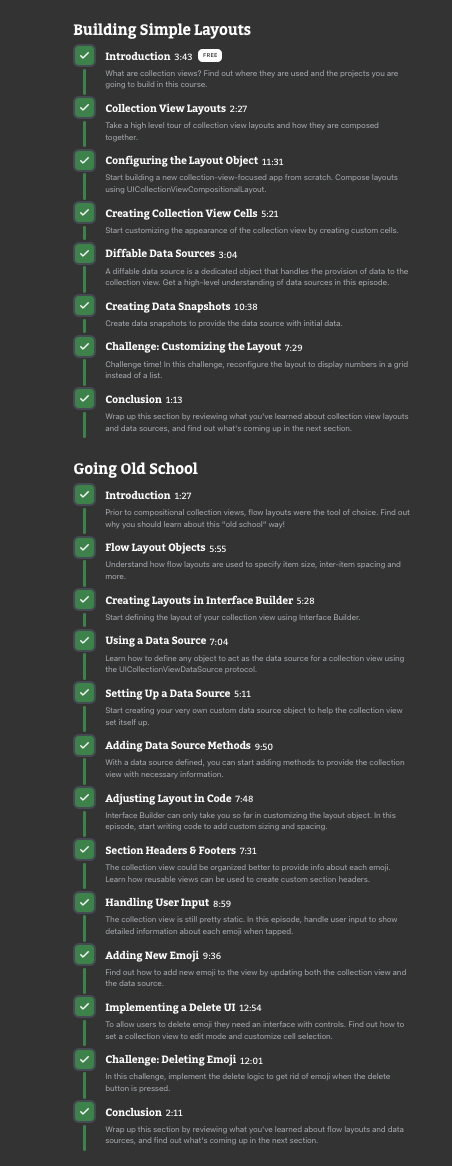 Building Simple Layouts
Introduction 3:43 FREE
What are collection views? Find out where they are used and the projects you are
going to build in this course.
Collection View Layouts 2:27
Take a high level tour of collection view layouts and how they are composed
together.
Configuring the Layout Object 11:31
Start building a new collection-view-focused app from scratch. Compose layouts
using UICollectionViewCompositionalLayout.
Creating Collection View Cells 5:21
Start customizing the appearance of the collection view by creating custom cells.
Diffable Data Sources 3:04
A diffable data source is a dedicated object that handles the provision of data to the
collection view. Get a high-level understanding of data sources in this episode.
Creating Data Snapshots 10:38
Create data snapshots to provide the data source with initial data.
Challenge: Customizing the Layout 7:29
Challenge time! In this challenge, reconfigure the layout to display numbers in a grid
instead of a list.
Conclusion 1:13
Wrap up this section by reviewing what you've learned about collection view layouts
and data sources, and find out what's coming up in the next section.
Going Old School
Introduction 1:27
Prior to compositional collection views, flow layouts were the tool of choice. Find out
why you should learn about this "old school" way!
Flow Layout Objects 5:55
Understand how flow layouts are used to specify item size, inter-item spacing and
more.
Creating Layouts in Interface Builder 5:28
Start defining the layout of your collection view using Interface Builder.
Using a Data Source 7:04
Learn how to define any object to act as the data source for a collection view using
the UICollectionViewDataSource protocol.
Setting Up a Data Source 5:11
Start creating your very own custom data source object to help the collection view
set itself up.
Adding Data Source Methods 9:50
With a data source defined, you can start adding methods to provide the collection
view with necessary information.
Adjusting Layout in Code 7:48
Interface Builder can only take you so far in customizing the layout object. In this
episode, start writing code to add custom sizing and spacing.
Section Headers & Footers 7:31
The collection view could be organized better to provide info about each emoji.
Learn how reusable views can be used to create custom section headers.
Handling User Input 8:59
The collection view is still pretty static. In this episode, handle user input to show
detailed information about each emoji when tapped.
Adding New Emoji 9:36
Find out how to add new emoji to the view by updating both the collection view and
the data source.
Implementing a Delete UI 12:54
To allow users to delete emoji they need an interface with controls. Find out how to
set a collection view to edit mode and customize cell selection.
Challenge: Deleting Emoji 12:01
In this challenge, implement the delete logic to get rid of emoji when the delete
button is pressed.
Conclusion 2:11
Wrap up this section by reviewing what you've learned about flow layouts and data
sources, and find out what's coming up in the next section.